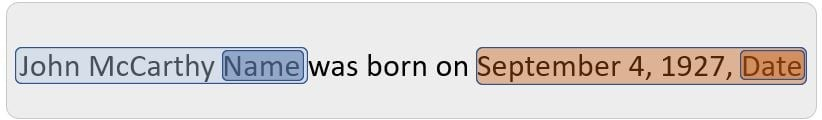 John McCarthy Name was born on September 4, 1927, Date